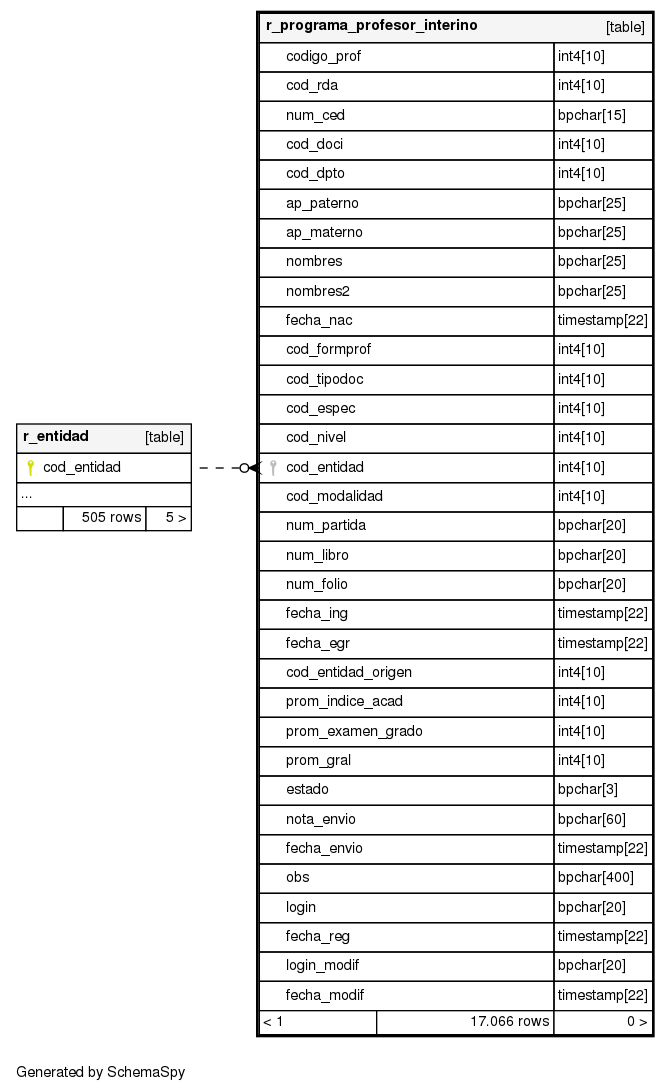 r_programa_profesor_interino [table]
codigo_prof int4[10]
cod_rda int4[10]
num_ced bpchar[15]
cod_doci int4[10]
cod_dpto int4[10]
ap_paterno bpchar[25]
ap_materno bpchar[25]
nombres bpchar[25]
nombres2 bpchar[25]
fecha_nac timestamp[22]
cod_formprof int4[10]
cod_tipodoc int4[10]
cod_espec int4[10]
cod_nivel int4[10]
cod_entidad int4[10]
cod_modalidad int4[10]
num_partida bpchar[20]
num_libro bpchar[20]
num_folio bpchar[20]
fecha_ing timestamp[22]
fecha_egr timestamp[22]
cod_entidad_origen int4[10]
prom_indice_acad int4[10]
prom_examen_grado int4[10]
prom_gral int4[10]
estado bpchar[3]
nota_envio bpchar[60]
fecha_envio timestamp[22]
obs bpchar[400]
login bpchar[20]
fecha_reg timestamp[22]
login_modif bpchar[20]
fecha_modif timestamp[22]
< 1 17.066 rows 0 >
r_entidad [table]
cod_entidad
...
505 rows 5 >
Generated by SchemaSpy